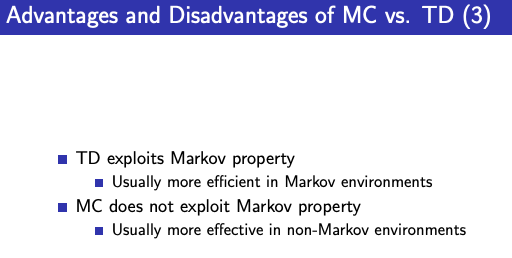 Advantages and Disadvantages of MC vs. TD (3)
TD exploits Markov property
Usually more efficient in Markov environments
MC does not exploit Markov property
Usually more effective in non-Markov environments